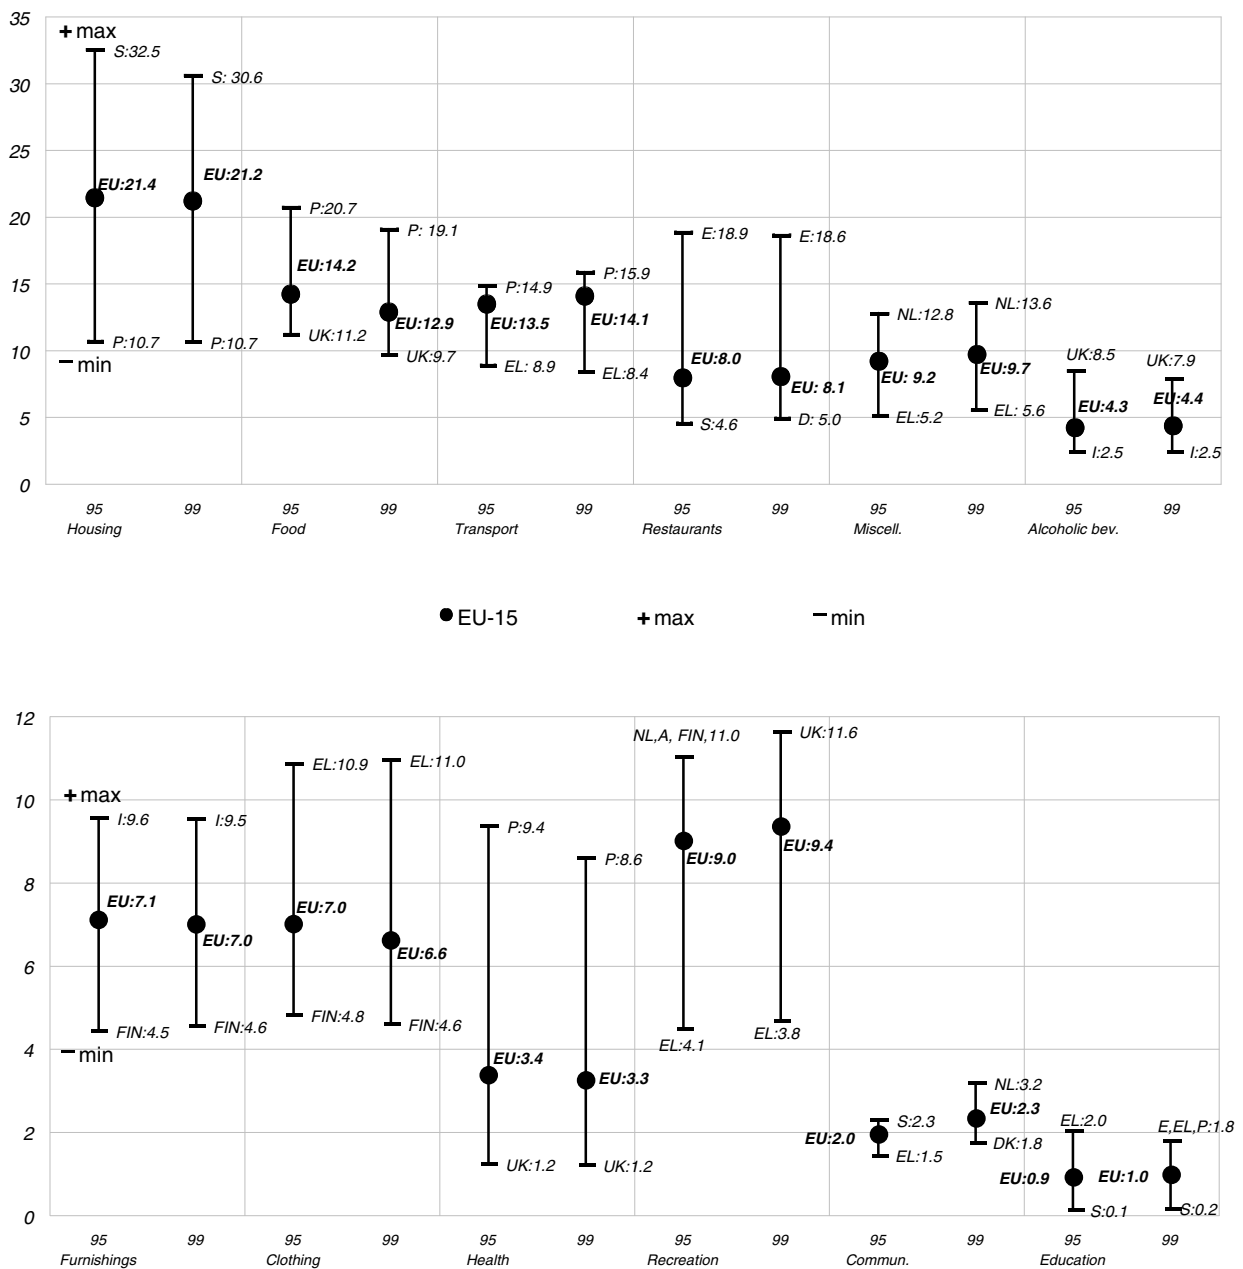 35
+ max
S:32.5
S: 30.6
30
25
EU:21.4
EU:21.2
P:20.7
20
P: 19.1
E:18.9
E:18.6
EU:14.2
15
P:14.9
P:15.9
NL:12.8
NL:13.6
UK:11.2
EU:12.9
EU:13.5
EU:14.1
P:10.7
P:10.7
10
– min
UK:9.7
EL: 8.9
EL:8.4
EU:8.0
EU: 8.1
EU: 9.2
EU:9.7
UK:8.5
UK:7.9
EU:4.3
EU:4.4
5
S:4.6
D: 5.0
EL:5.2
EL: 5.6
I:2.5
I:2.5
0
95 99 95 99 95 99 95 99 95 99 95 99
Housing Food Transport Restaurants Miscell. Alcoholic bev.
● EU-15 + max – min
12
NL,A, FIN,11.0
UK:11.6
EL:10.9
EL:11.0
+ max
10
I:9.6
I:9.5
P:9.4
P:8.6
EU:9.0
EU:9.4
8
EU:7.1
EU:7.0
EU:7.0
EU:6.6
6
FIN:4.5
FIN:4.6
FIN:4.8
FIN:4.6
EL:4.1
EL:3.8
4
– min
EU:3.4
EU:3.3
NL:3.2
S:2.3
EU:2.3
EL:2.0
E,EL,P:1.8
2
EU:2.0
EL:1.5
DK:1.8
UK:1.2
UK:1.2
EU:0.9
EU:1.0
S:0.1
S:0.2
0
95 99 95 99 95 99 95 99 95 99 95 99
Furnishings Clothing Health Recreation Commun. Education